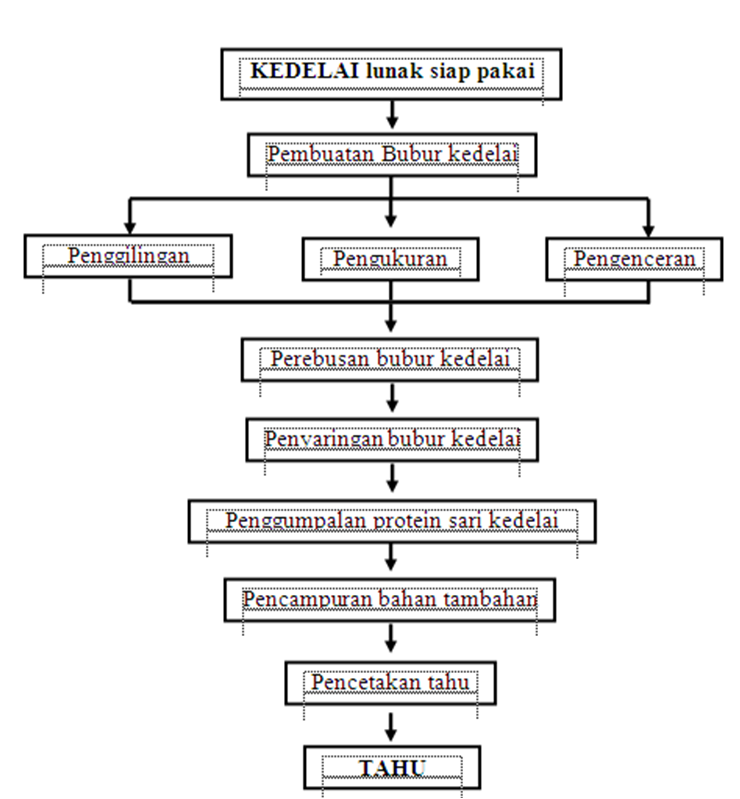 KEDELAI lunak siap pakai
Pembuatan Bubur kedelai
Penggilingan
Pengukuran
Pengenceran
Perebusan bubur kedelai
Penyaringan bubur kedelai
Penggumpalan protein sari kedelai
Pencampuran bahan tambahan
Pencetakan tahu
TAHU